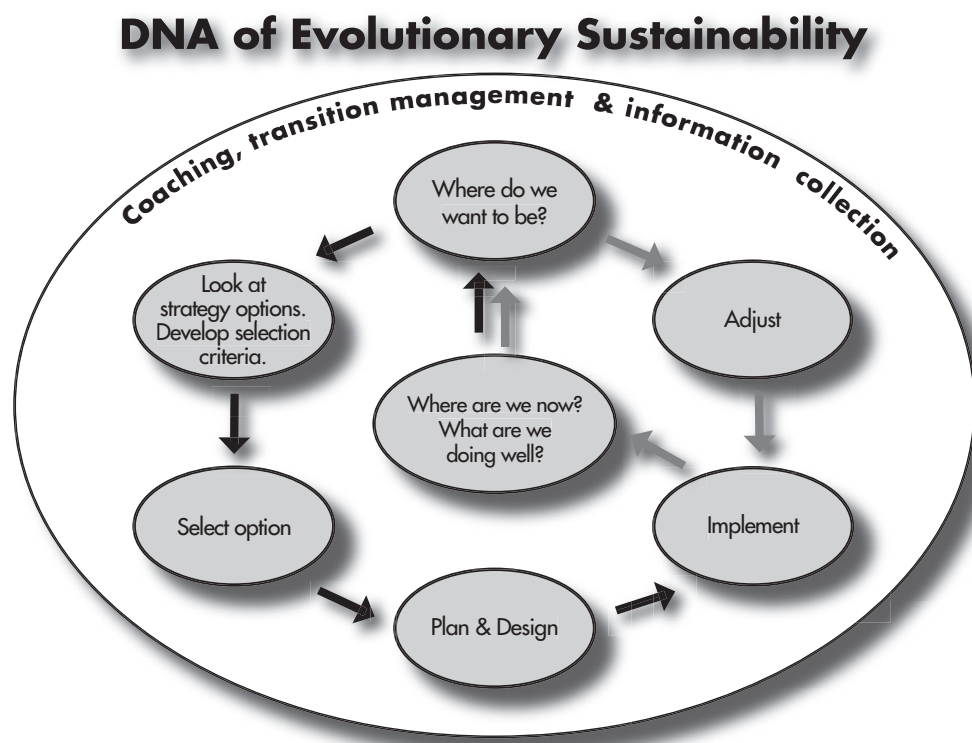 DNA of Evolutionary Sustainability
Coaching, transition management & information collection
Where do we
want to be?
Look at
strategy options.
Develop selection
criteria.
Adjust
Where are we now?
What are we
doing well?
Select option
Implement
Plan & Design